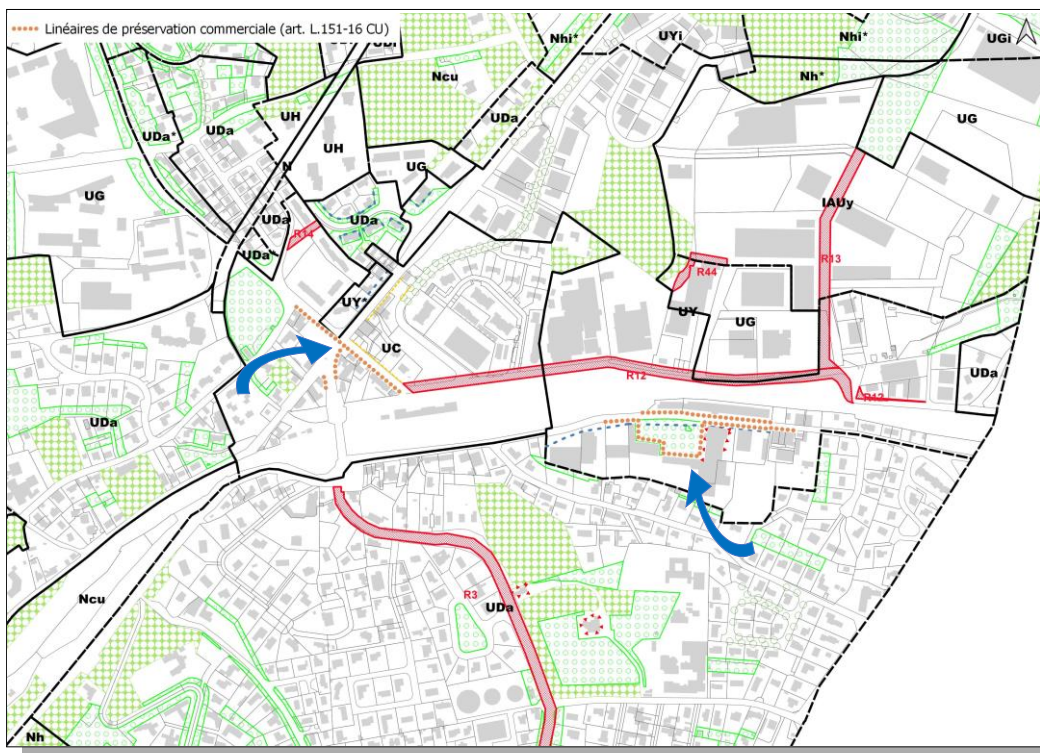 Linéaires de préservation commerciale (art. L.151-16 CU)
Nhi*
UYi
Nhi*
UGi
Ncu
Nh*
UH
UDa
UDa*
UDa
UH
UG
UG
N
UG
IAUy
UDa
UDa
R14
UDa*
R13
R44
UY*
UY
UG
UC
R12
UDa
R12
UDa
Ncu
R3
UDa
Nh